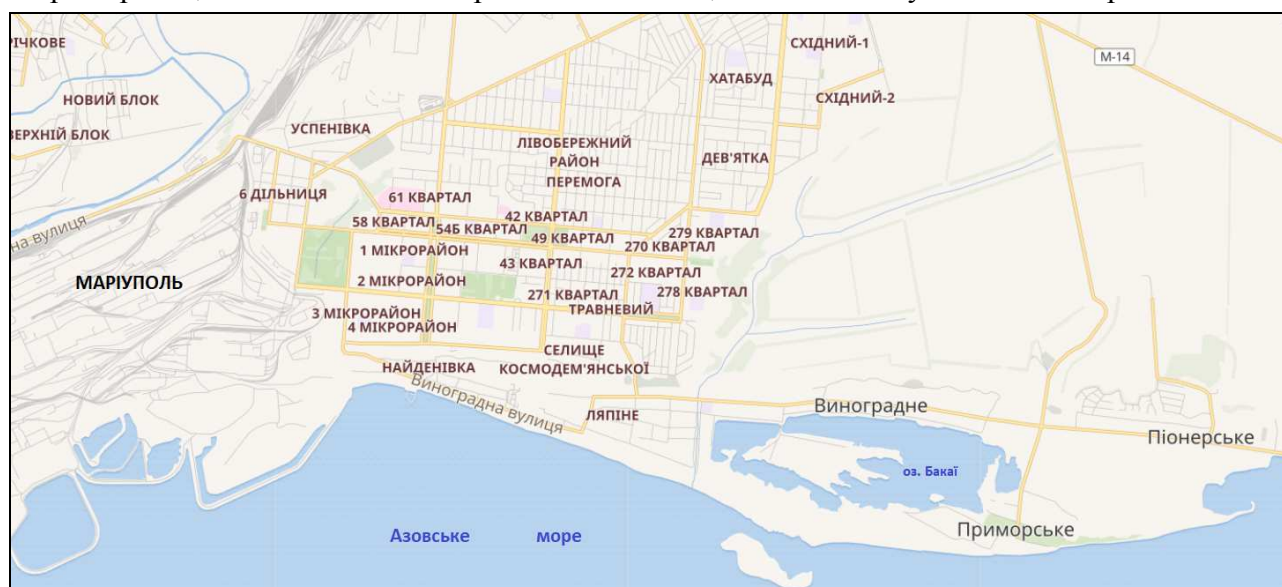 СХІДНИЙ-1
РІЧКОВЕ
М-14
ХАТАБУД
НОВИЙ БЛОК
СХІДНИЙ-2
УСПЕНІВКА
ВЕРХНІЙ БЛОК
ЛІВОБЕРЕЖНИЙ
РАЙОН
ДЕВ'ЯТКА
ПЕРЕМОГА
6 ДІЛЬНИЦЯ
61 КВАРТАЛ
58 КВАРТАЛ
42 КВАРТАЛ
54Б КВАРТАЛ
279 КВАРТАЛ
49 КВАРТАЛ
270 КВАРТАЛ
на вулиця
1 МІКРОРАЙОН
43 КВАРТАЛ
272 КВАРТАЛ
МАРІУПОЛЬ
2 МІКРОРАЙОН
271 КВАРТАЛ
278 КВАРТАЛ
ТРАВНЕВИЙ
3 МІКРОРАЙОН
4 МІКРОРАЙОН
СЕЛИЩЕ
КОСМОДЕМ'ЯНСЬКОЇ
НАЙДЕНІВКА
Виноградна вулиця
ЛЯПІНЕ
Виноградне
Піонерське
оз. Бакаї
Азовське море
Приморське